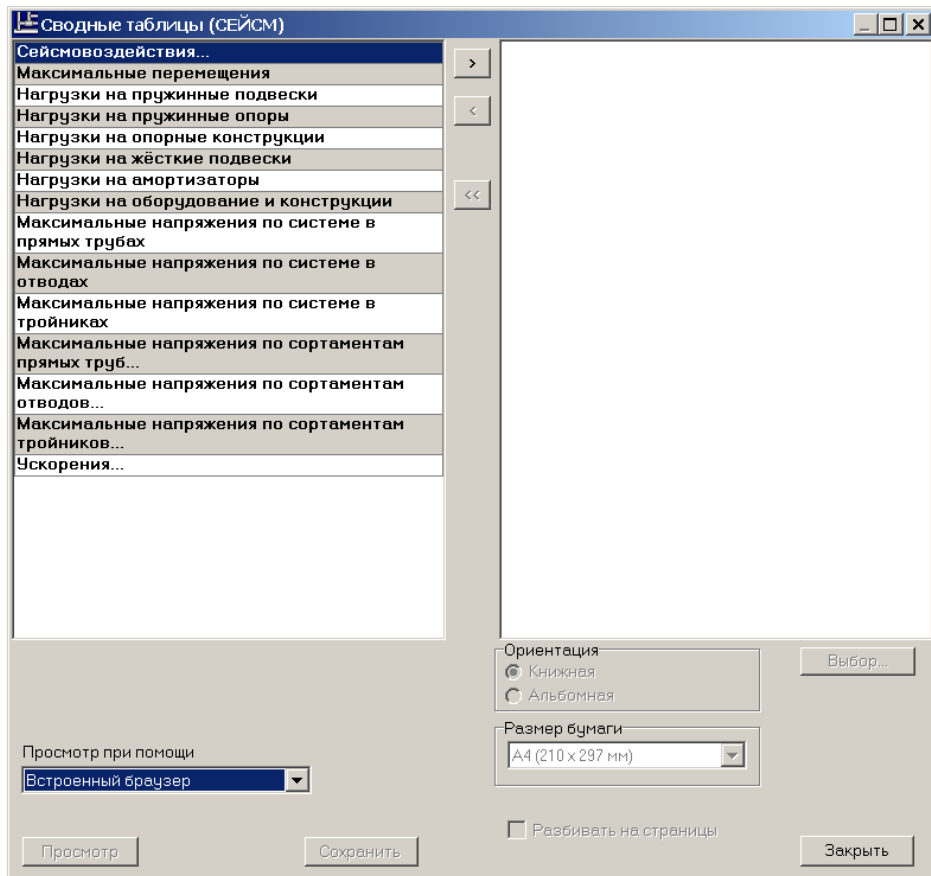 Сводные таблицы (СЕЙСМ)
Сейсмовоздействия...
Максимальные перемещения
Нагрузки на пружинные подвески
Нагрузки на пружинные опоры
Нагрузки на опорные конструкции
Нагрузки на жёсткие подвески
Нагрузки на амортизаторы
Нагрузки на оборудование и конструкции
Максимальные напряжения по системе в
прямых трубах
Максимальные напряжения по системе в
отводах
Максимальные напряжения по системе в
тройниках
Максимальные напряжения по сортаментам
прямых труб...
Максимальные напряжения по сортаментам
отводов...
Максимальные напряжения по сортаментам
тройников...
Ускорения...
>
<
<<
Ориентация
Книжная
Альбомная
Выбор...
Размер бумаги
A4 (210 x 297 мм)
Просмотр при помощи
Встроенный браузер
Разбивать на страницы
Просмотр
Сохранить
Закрыть